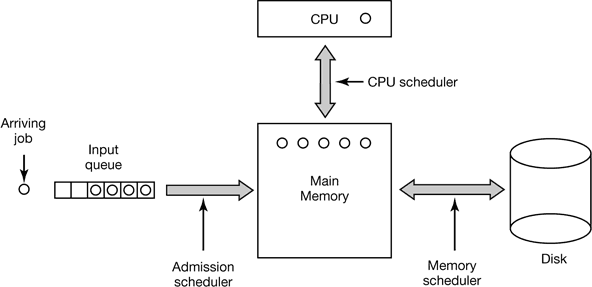 CPU
CPU scheduler
Arriving
job
Input
queue
Main
Memory
Admission
scheduler
Memory
scheduler
Disk